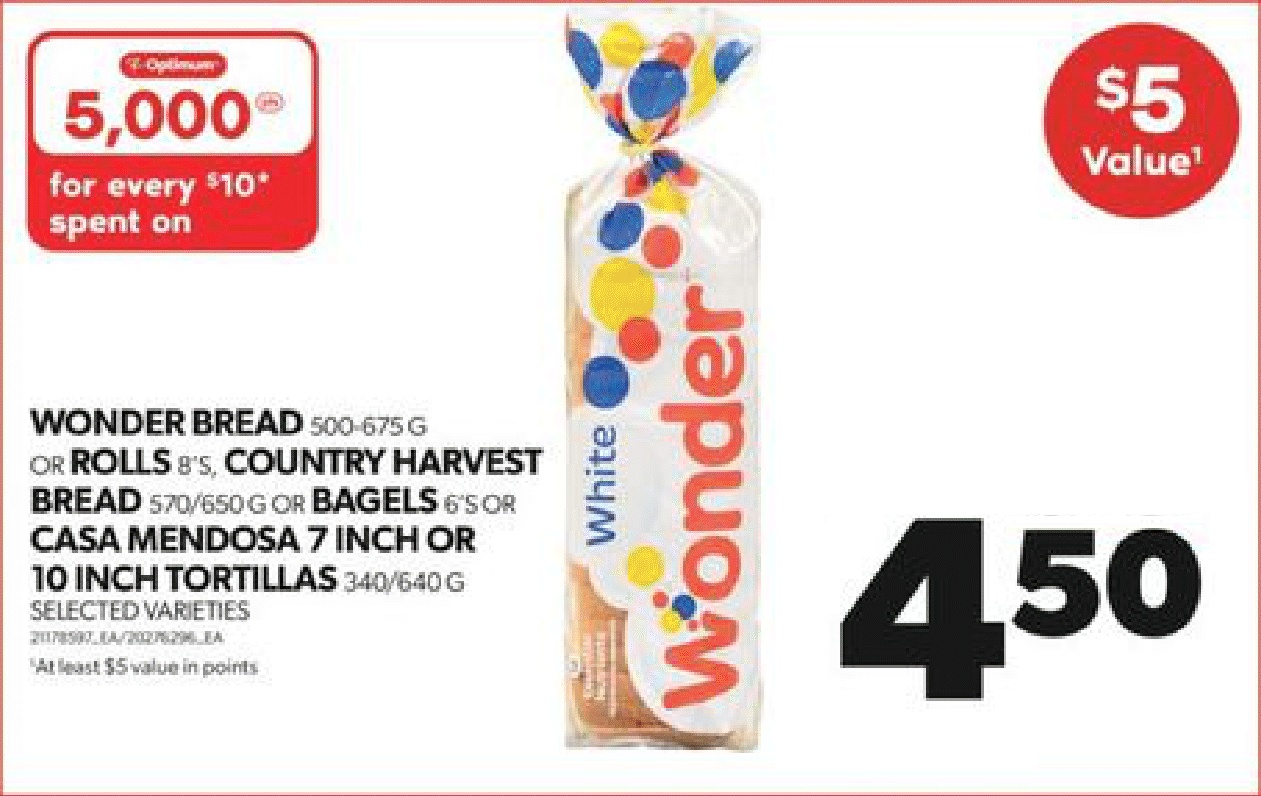 Optimum
5,000
for every $10*
spent on
$5
Value¹
WONDER BREAD 500-675 G
OR ROLLS 8'S, COUNTRY HARVEST
BREAD 570/650 G OR BAGELS 6'S OR
CASA MENDOSA 7 INCH OR
10 INCH TORTILLAS 340/640 G
SELECTED VARIETIES
21178597_EA/20276296_EA
¹At least $5 value in points
White
Wonder
4 50